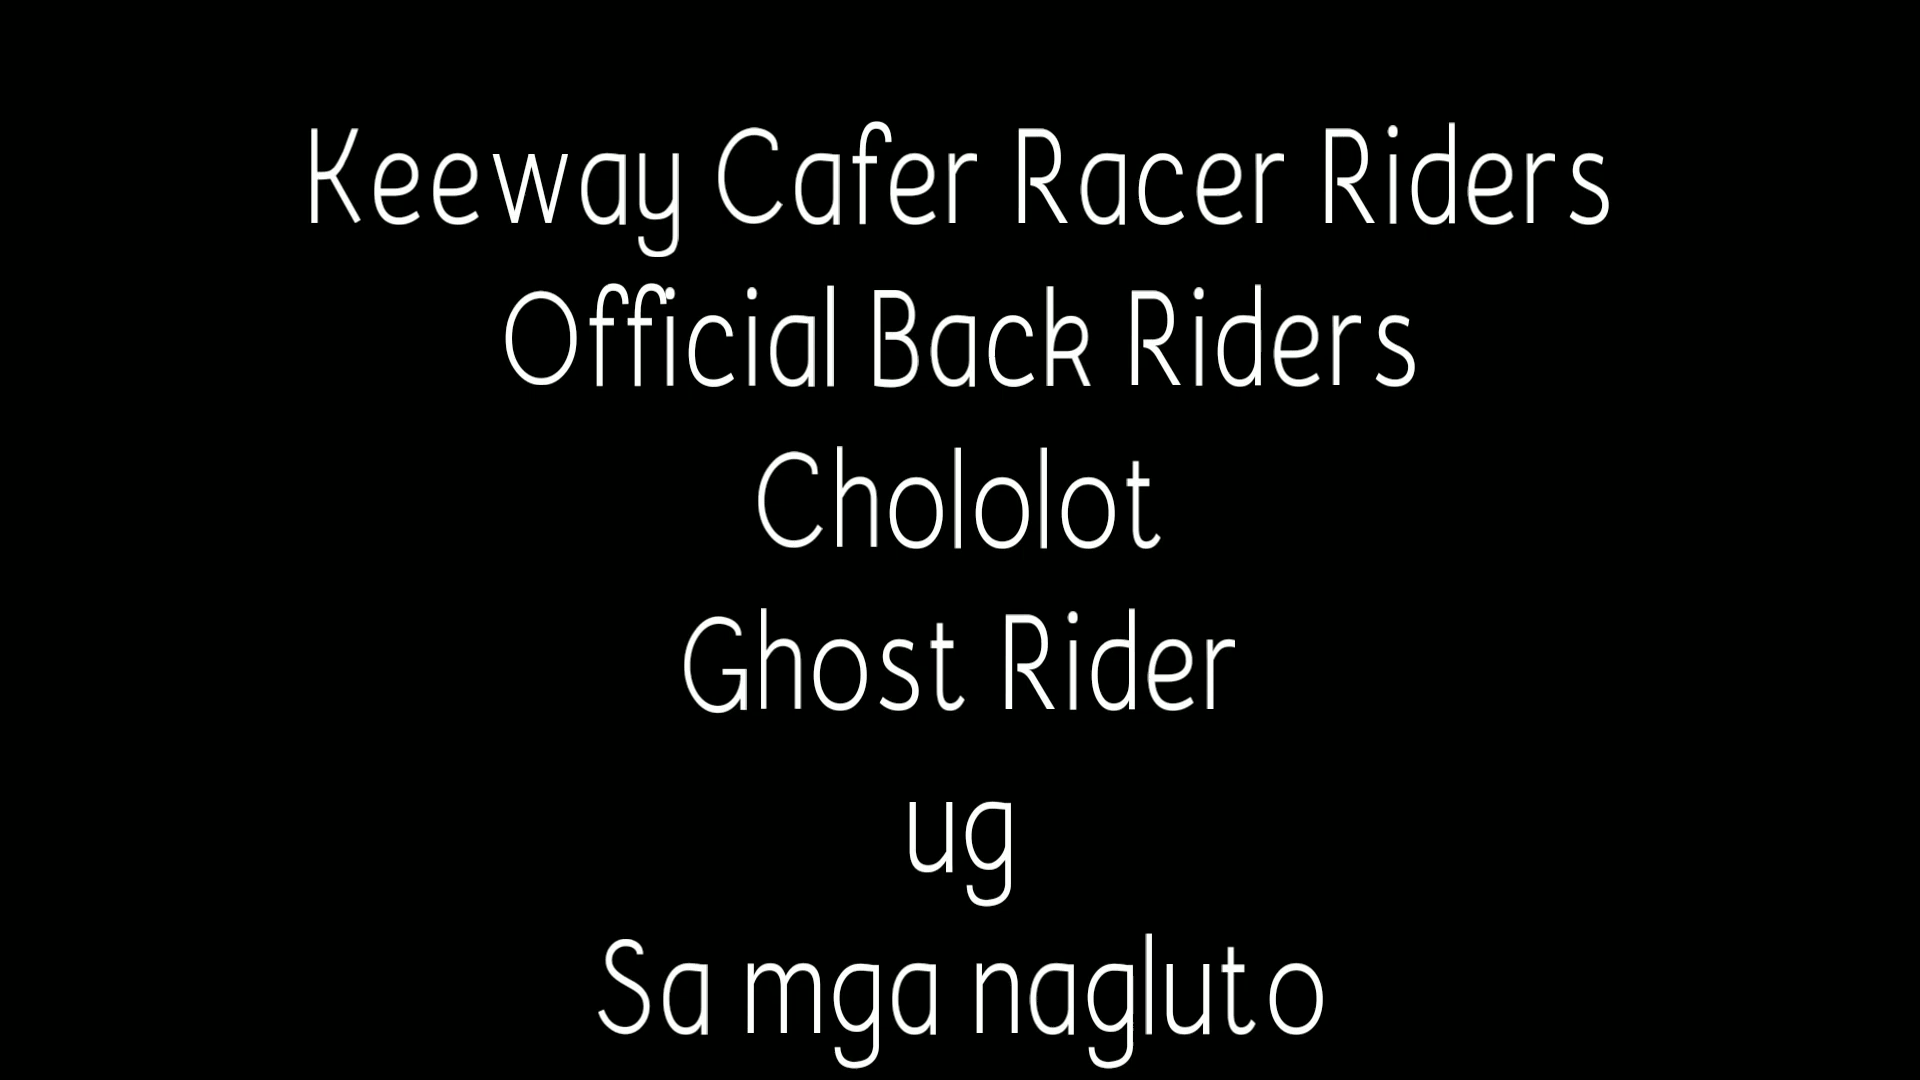 Keeway Cafer Racer Riders
Official Back Riders
Chololot
Ghost Rider
ug
Sa mga nagluto